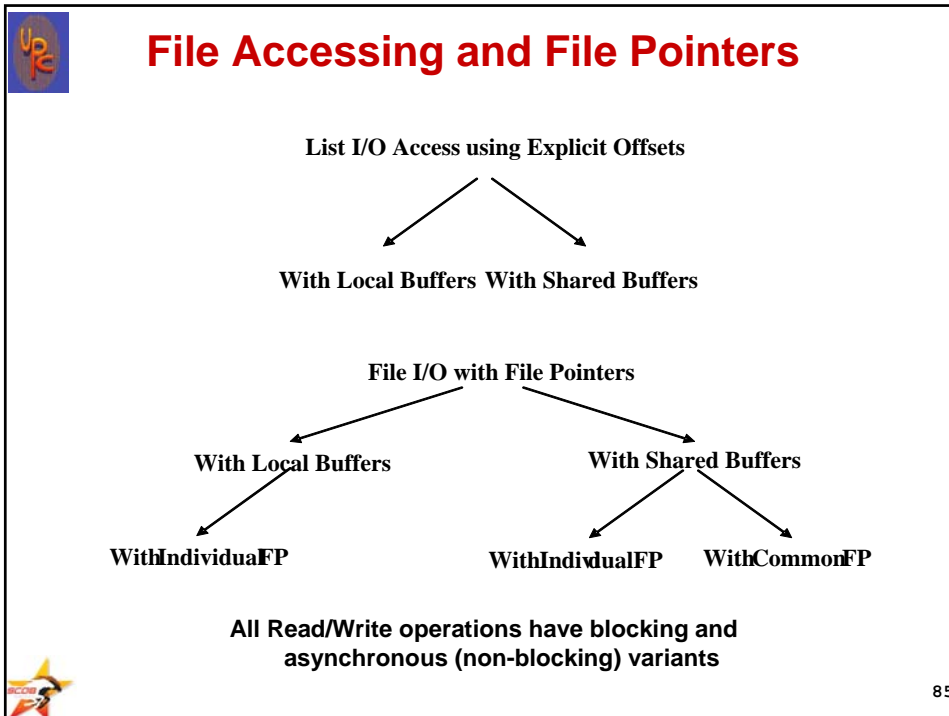 UPC
File Accessing and File Pointers
List I/O Access using Explicit Offsets
With Local Buffers With Shared Buffers
File I/O with File Pointers
With Local Buffers With Shared Buffers
WithIndividualFP WithIndividualFP WithCommonFP
All Read/Write operations have blocking and
asynchronous (non-blocking) variants
SC05
85